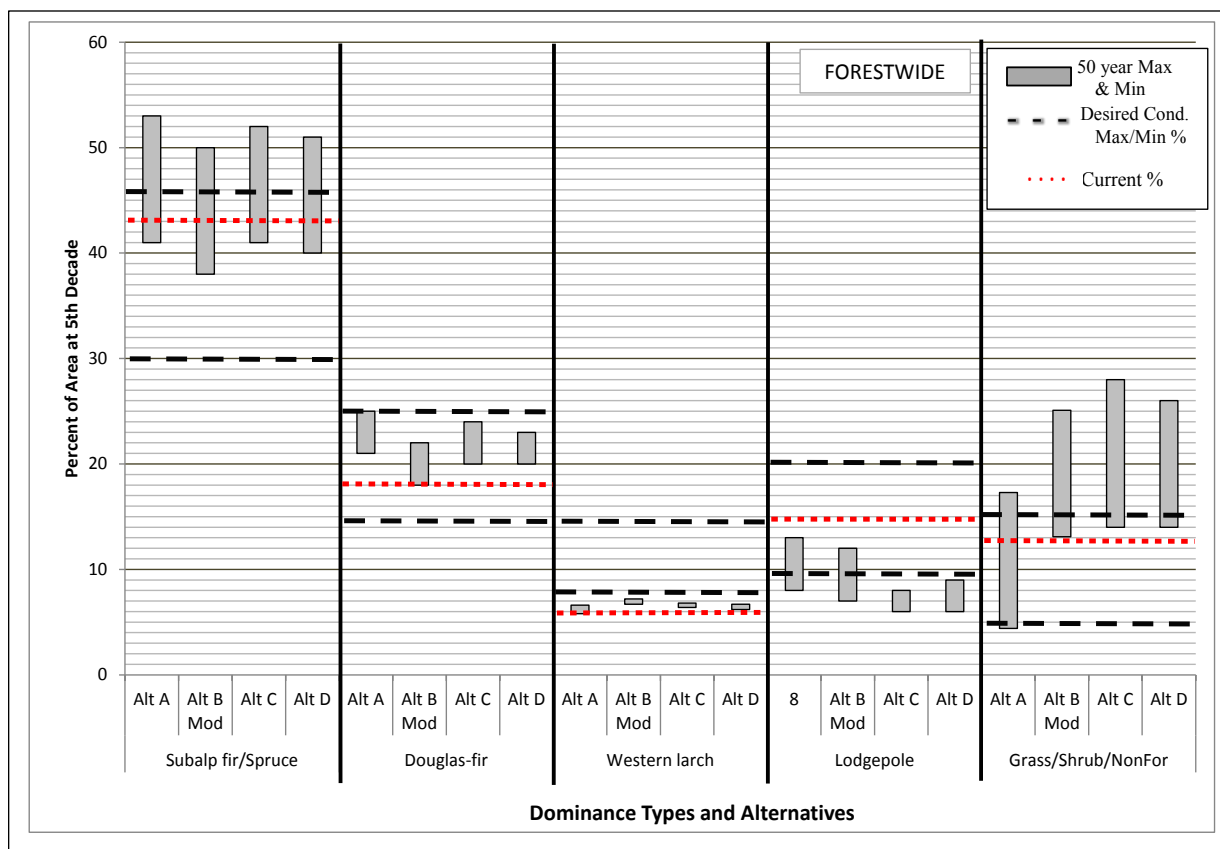 FORESTWIDE
50 year Max
& Min
Desired Cond.
Max/Min %
Current %
60
50
40
30
20
10
0
Percent of Area at 5th Decade
Alt A Alt B Alt C Alt D Alt A Alt B Alt C Alt D Alt A Alt B Alt C Alt D 8 Alt B Alt C Alt D Alt A Alt B Alt C Alt D
Mod Mod Mod Mod Mod
Subalp fir/Spruce Douglas-fir Western larch Lodgepole Grass/Shrub/NonFor
Dominance Types and Alternatives